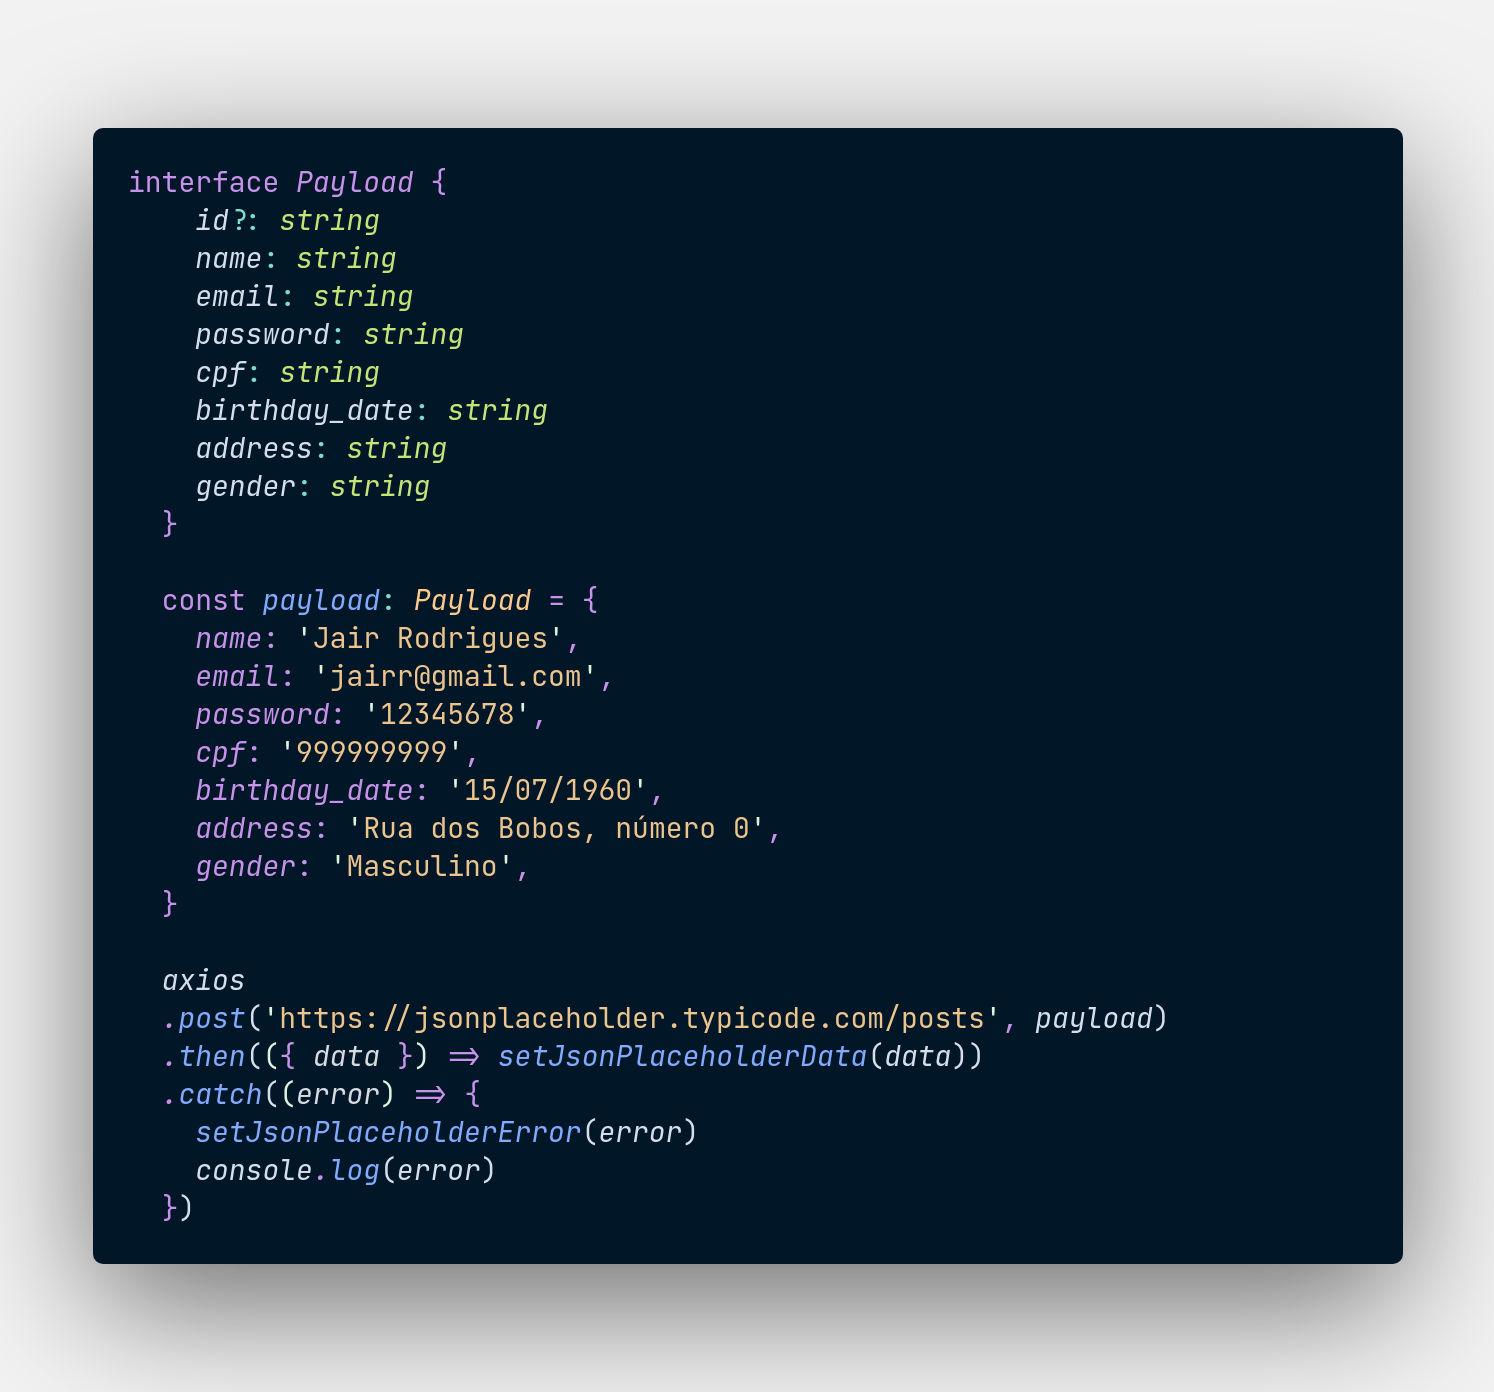 interface Payload {
    id?: string
    name: string
    email: string
    password: string
    cpf: string
    birthday_date: string
    address: string
    gender: string
  }

  const payload: Payload = {
    name: 'Jair Rodrigues',
    email: 'jairr@gmail.com',
    password: '12345678',
    cpf: '999999999',
    birthday_date: '15/07/1960',
    address: 'Rua dos Bobos, número 0',
    gender: 'Masculino',
  }

  axios
  .post('https://jsonplaceholder.typicode.com/posts', payload)
  .then(({ data }) => setJsonPlaceholderData(data))
  .catch((error) => {
    setJsonPlaceholderError(error)
    console.log(error)
  })